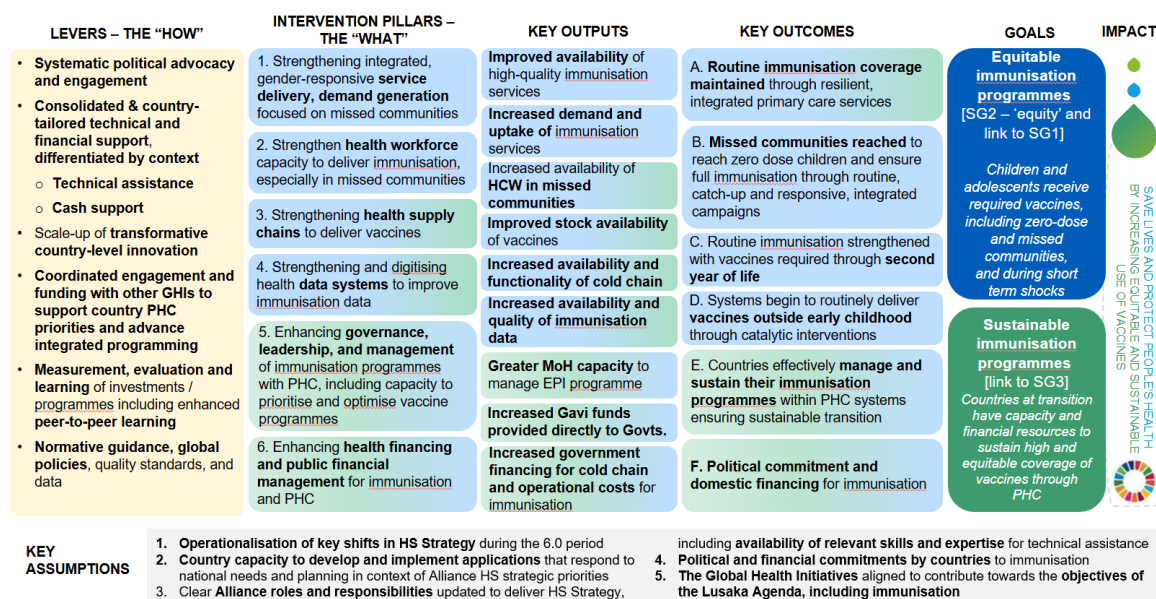 LEVERS – THE “HOW”
• Systematic political advocacy
and engagement
• Consolidated & country-
tailored technical and
financial support,
differentiated by context
o Technical assistance
o Cash support
• Scale-up of transformative
country-level innovation
• Coordinated engagement and
funding with other GHIs to
support country PHC
priorities and advance
integrated programming
• Measurement, evaluation and
learning of investments /
programmes including enhanced
peer-to-peer learning
• Normative guidance, global
policies, quality standards, and
data
INTERVENTION PILLARS –
THE “WHAT”
1. Strengthening integrated,
gender-responsive service
delivery, demand generation
focused on missed communities
2. Strengthen health workforce
capacity to deliver immunisation,
especially in missed communities
3. Strengthening health supply
chains to deliver vaccines
4. Strengthening and digitising
health data systems to improve
immunisation data
5. Enhancing governance,
leadership, and management
of immunisation programmes
with PHC, including capacity to
prioritise and optimise vaccine
programmes
6. Enhancing health financing
and public financial
management for immunisation
and PHC
KEY OUTPUTS
Improved availability of
high-quality immunisation
services
Increased demand and
uptake of immunisation
services
Increased availability of
HCW in missed
communities
Improved stock availability
of vaccines
Increased availability and
functionality of cold chain
Increased availability and
quality of immunisation
data
Greater MoH capacity to
manage EPI programme
Increased Gavi funds
provided directly to Govts.
Increased government
financing for cold chain
and operational costs for
immunisation
KEY OUTCOMES
A. Routine immunisation coverage
maintained through resilient,
integrated primary care services
B. Missed communities reached to
reach zero dose children and ensure
full immunisation through routine,
catch-up and responsive, integrated
campaigns
C. Routine immunisation strengthened
with vaccines required through second
year of life
D. Systems begin to routinely deliver
vaccines outside early childhood
through catalytic interventions
E. Countries effectively manage and
sustain their immunisation
programmes within PHC systems
ensuring sustainable transition
F. Political commitment and
domestic financing for immunisation
GOALS
Equitable
immunisation
programmes
[SG2 – ‘equity’ and
link to SG1]
Children and
adolescents receive
required vaccines,
including zero-dose
and missed
communities,
and during short
term shocks
Sustainable
immunisation
programmes
[link to SG3]
Countries at transition
have capacity and
financial resources to
sustain high and
equitable coverage of
vaccines through
PHC
IMPACT
SAVE LIVES AND PROTECT PEOPLE’S HEALTH
BY INCREASING EQUITABLE AND SUSTAINABLE
USE OF VACCINES
KEY
ASSUMPTIONS
1. Operationalisation of key shifts in HS Strategy during the 6.0 period
2. Country capacity to develop and implement applications that respond to
national needs and planning in context of Alliance HS strategic priorities
3. Clear Alliance roles and responsibilities updated to deliver HS Strategy,
including availability of relevant skills and expertise for technical assistance
4. Political and financial commitments by countries to immunisation
5. The Global Health Initiatives aligned to contribute towards the objectives of
the Lusaka Agenda, including immunisation